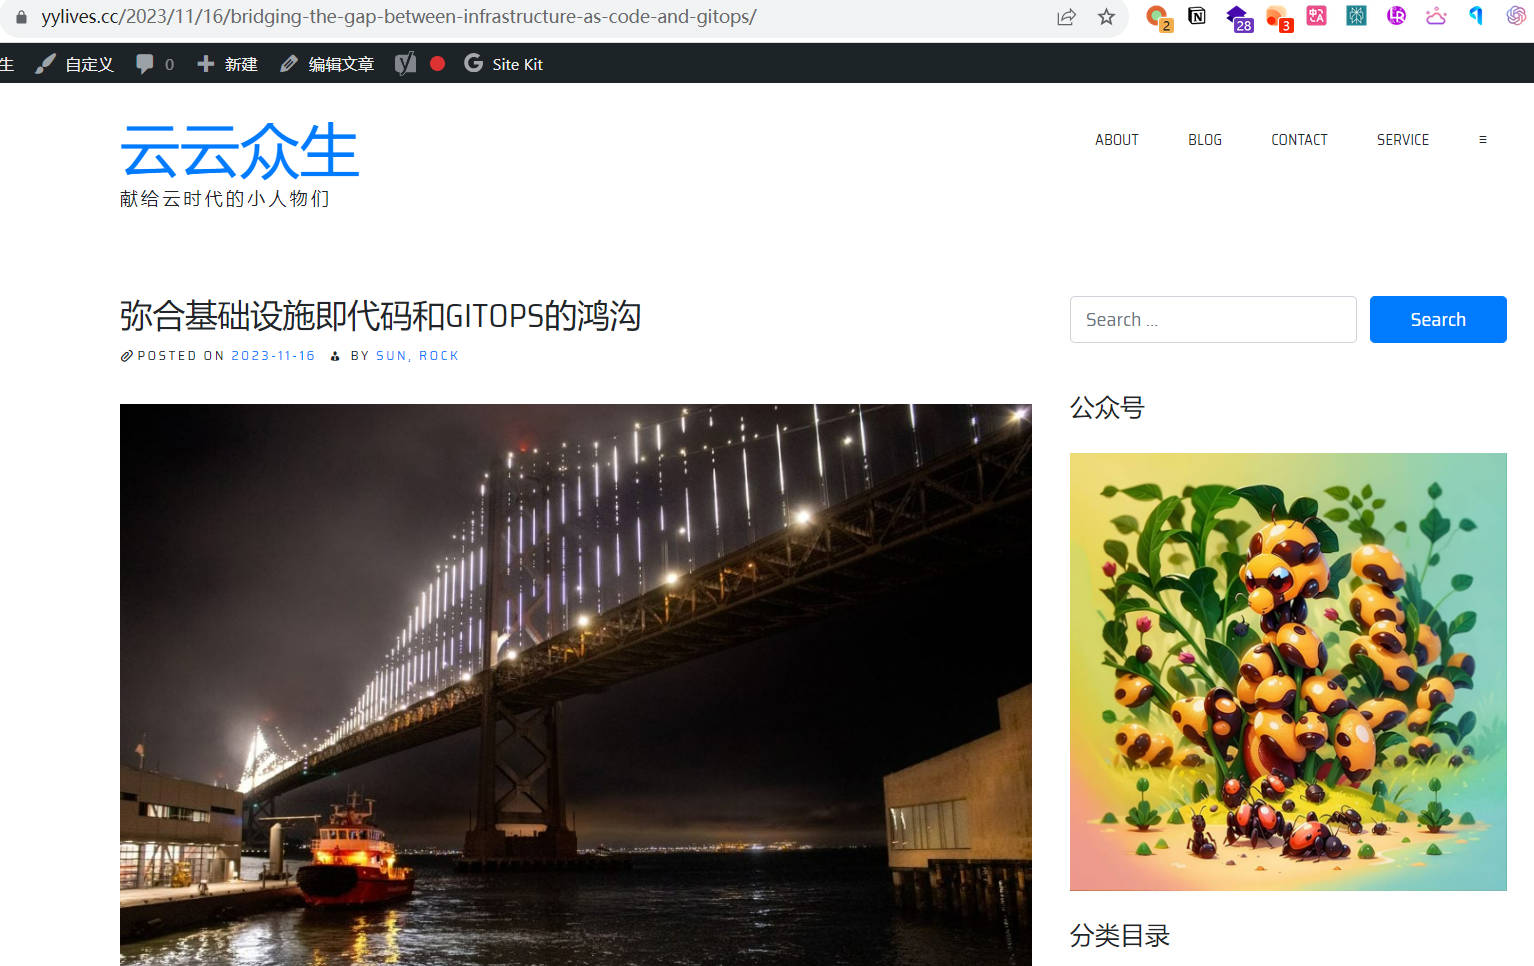 yylives.cc/2023/11/16/bridging-the-gap-between-infrastructure-as-code-and-gitops/
2
28
3
生 自定义 0 新建 编辑文章 Site Kit
云云众生
献给云时代的小人物们
ABOUT BLOG CONTACT SERVICE
弥合基础设施即代码和GITOPS的鸿沟
POSTED ON 2023-11-16 BY SUN, ROCK
Search ...
Search
公众号
分类目录